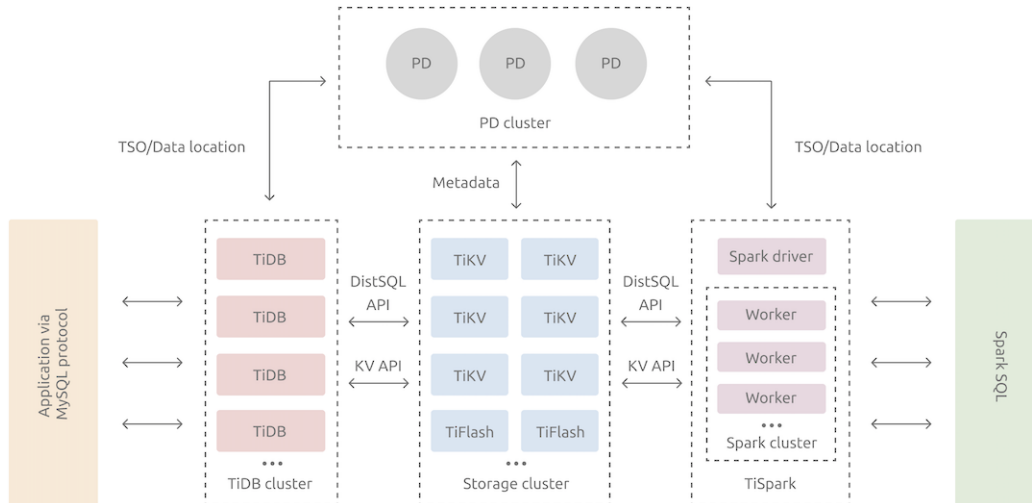 PD PD PD
PD cluster
TSO/Data location
TSO/Data location
Metadata
Application via
MySQL protocol
TiDB
TiDB
TiDB
TiDB
•••
TiDB cluster
DistSQL
API
KV API
TiKV TiKV
TiKV TiKV
TiKV TiKV
TiFlash TiFlash
•••
Storage cluster
DistSQL
API
KV API
Spark driver
Worker
Worker
Worker
•••
Spark cluster
TiSpark
Spark SQL